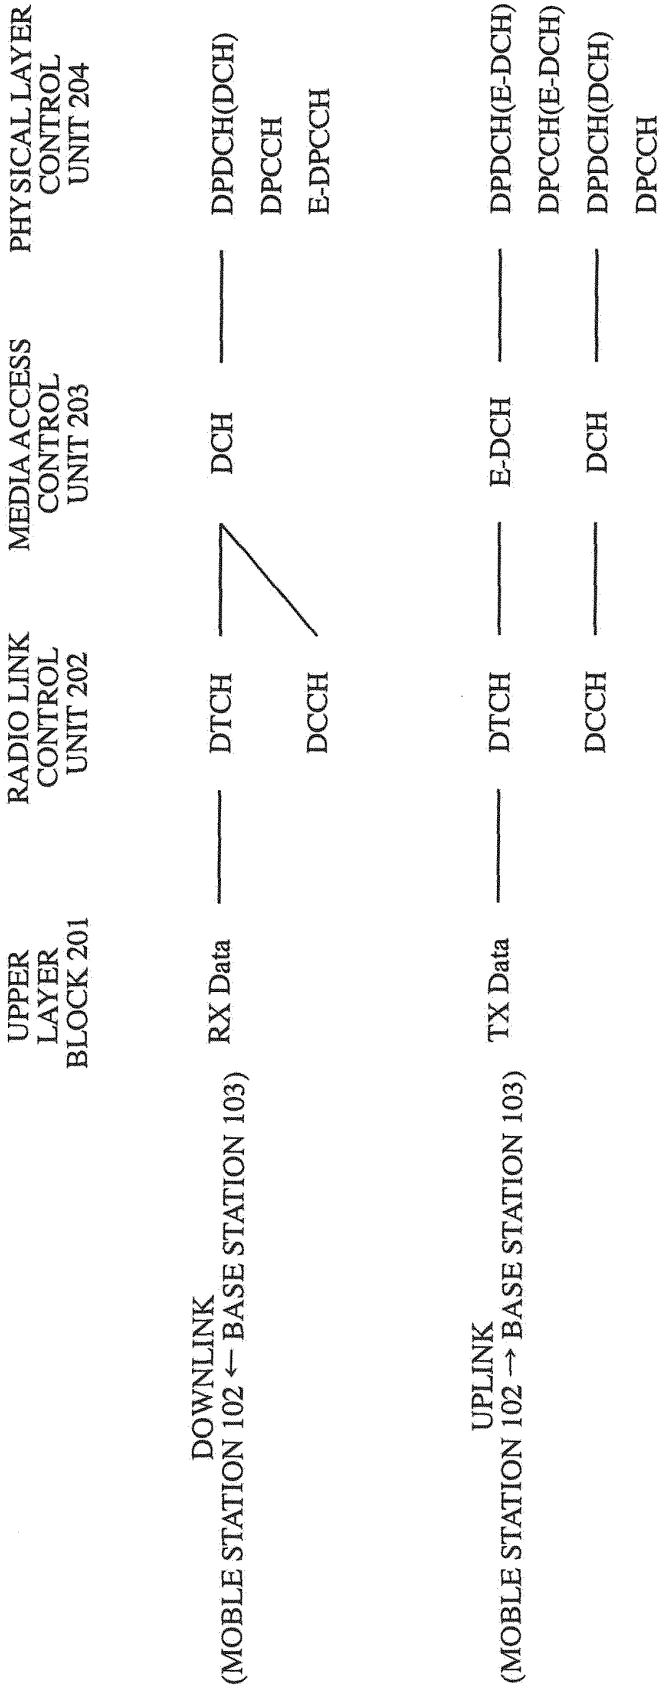 UPPER
LAYER
BLOCK 201
RADIO LINK
CONTROL
UNIT 202
MEDIA ACCESS
CONTROL
UNIT 203
PHYSICAL LAYER
CONTROL
UNIT 204
DOWNLINK
(MOBLE STATION 102 ← BASE STATION 103)
RX Data
DTCH
DCH
DPDCH(DCH)
DPCCH
DCCH
E-DPCCH
UPLINK
(MOBLE STATION 102 → BASE STATION 103)
TX Data
DTCH
E-DCH
DPDCH(E-DCH)
DPCCH(E-DCH)
DCCH
DCH
DPDCH(DCH)
DPCCH